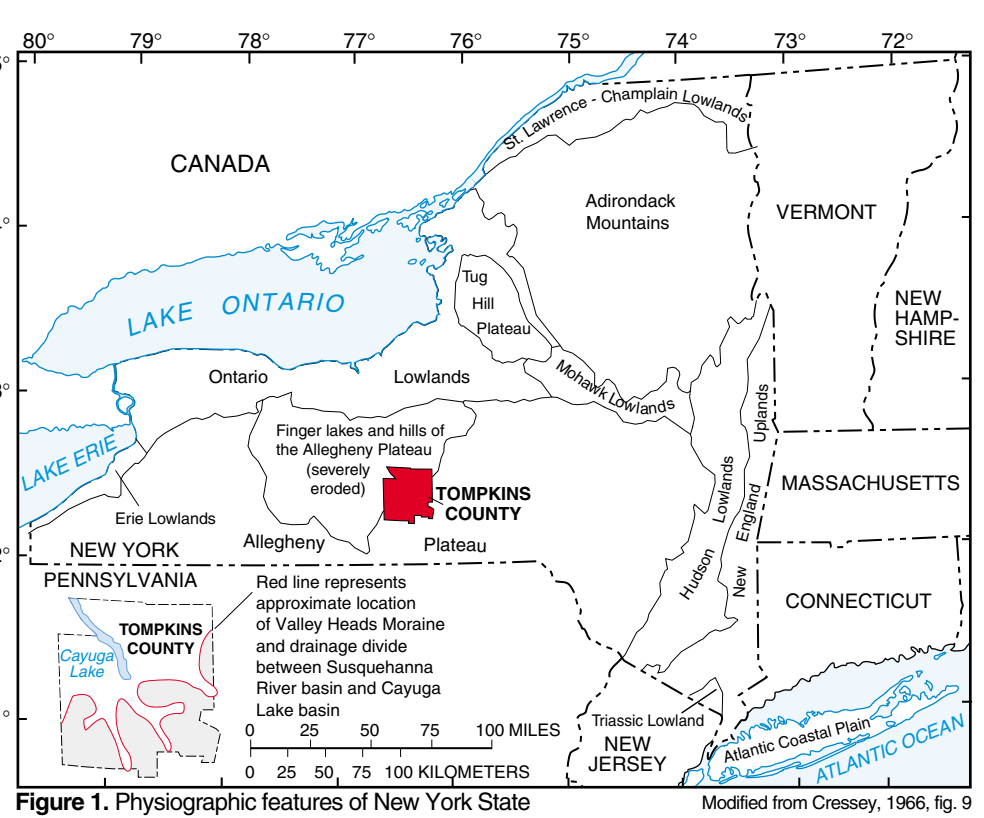 80° 79° 78° 77° 76° 75° 74° 73° 72°
5°
St. Lawrence - Champlain Lowlands
CANADA
Adirondack
Mountains
VERMONT
°
Tug
Hill
Plateau
LAKE ONTARIO
NEW
HAMP-
SHIRE
3°
Ontario Lowlands
Mohawk Lowlands
Uplands
Finger lakes and hills of
the Allegheny Plateau
(severely
eroded)
LAKE ERIE
TOMPKINS
COUNTY
MASSACHUSETTS
Lowlands
England
Erie Lowlands
Allegheny Plateau
NEW YORK
2°
PENNSYLVANIA
Hudson
New
CONNECTICUT
Red line represents
approximate location
of Valley Heads Moraine
and drainage divide
between Susquehanna
River basin and Cayuga
Lake basin
TOMPKINS
COUNTY
Cayuga
Lake
°
0 25 50 75 100 MILES
0 25 50 75 100 KILOMETERS
Triassic Lowland
NEW
JERSEY
Atlantic Coastal Plain
ATLANTIC OCEAN
Figure 1. Physiographic features of New York State
Modified from Cressey, 1966, fig. 9